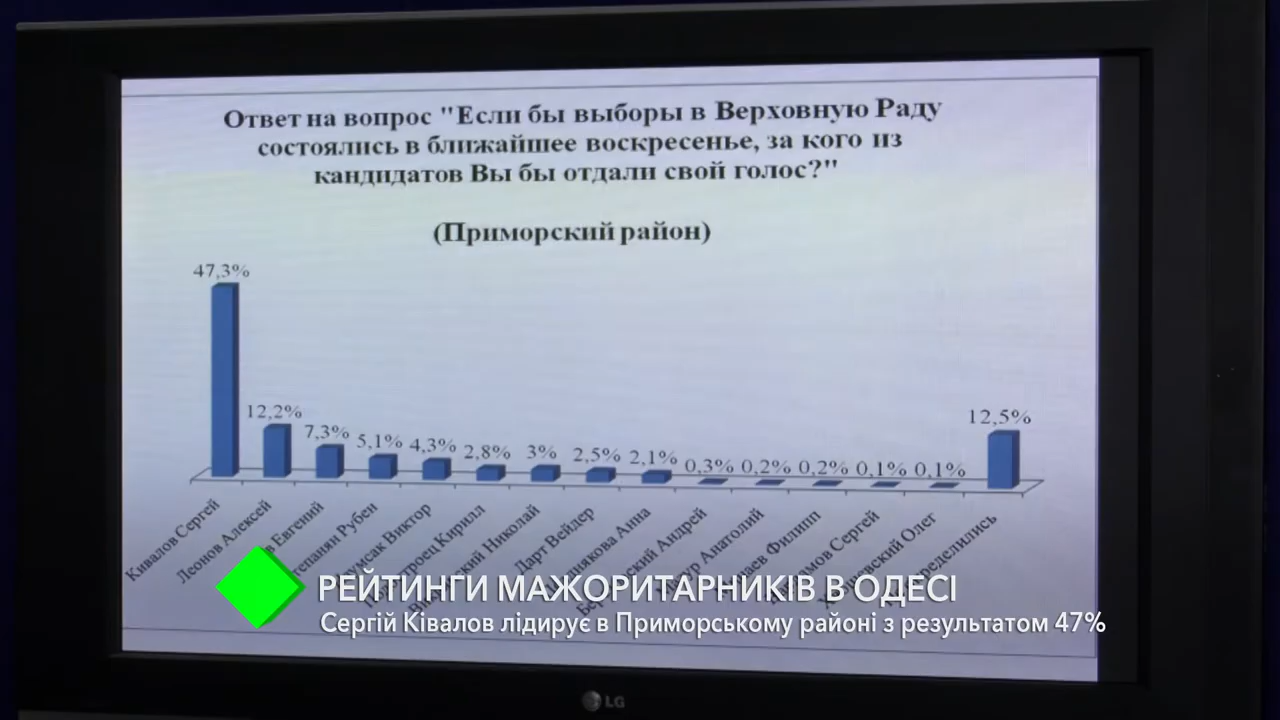 Ответ на вопрос "Если бы выборы в Верховную Раду
состоялись в ближайшее воскресенье, за кого из
кандидатов Вы бы отдали свой голос?"
(Приморский район)
47,3%
12,2%
7,3%
5,1%
4,3%
2,8%
3%
2,5%
2,1%
0,3%
0,2%
0,2%
0,1%
0,1%
12,5%
Кивалов Сергей
Леонов Алексей
Евгений
Рубен
Виктор
Кирилл
Николай
Дарт Вейдер
Анна
Андрей
Анатолий
Филипп
Сергей
Олег
РЕЙТИНГИ МАЖОРИТАРНИКІВ В ОДЕСІ
Сергій Ківалов лідирує в Приморському районі з результатом 47%
LG